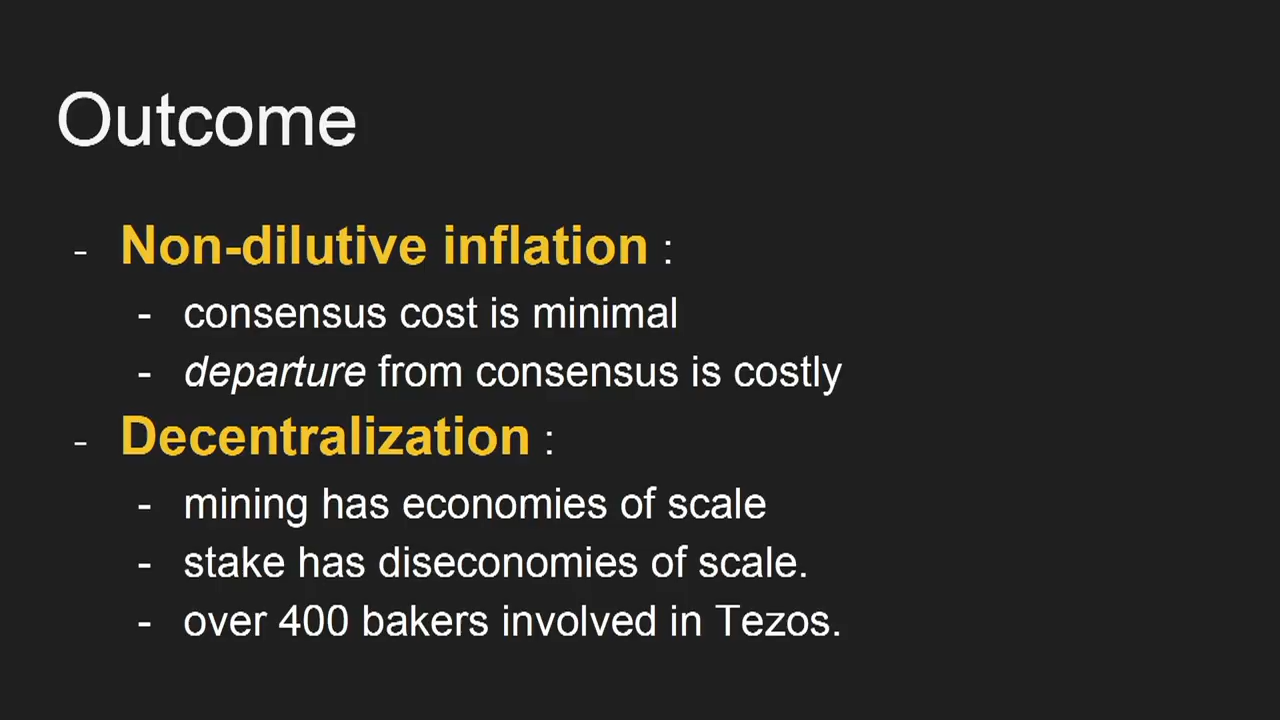 Outcome
- Non-dilutive inflation :
- consensus cost is minimal
- departure from consensus is costly
- Decentralization :
- mining has economies of scale
- stake has diseconomies of scale.
- over 400 bakers involved in Tezos.